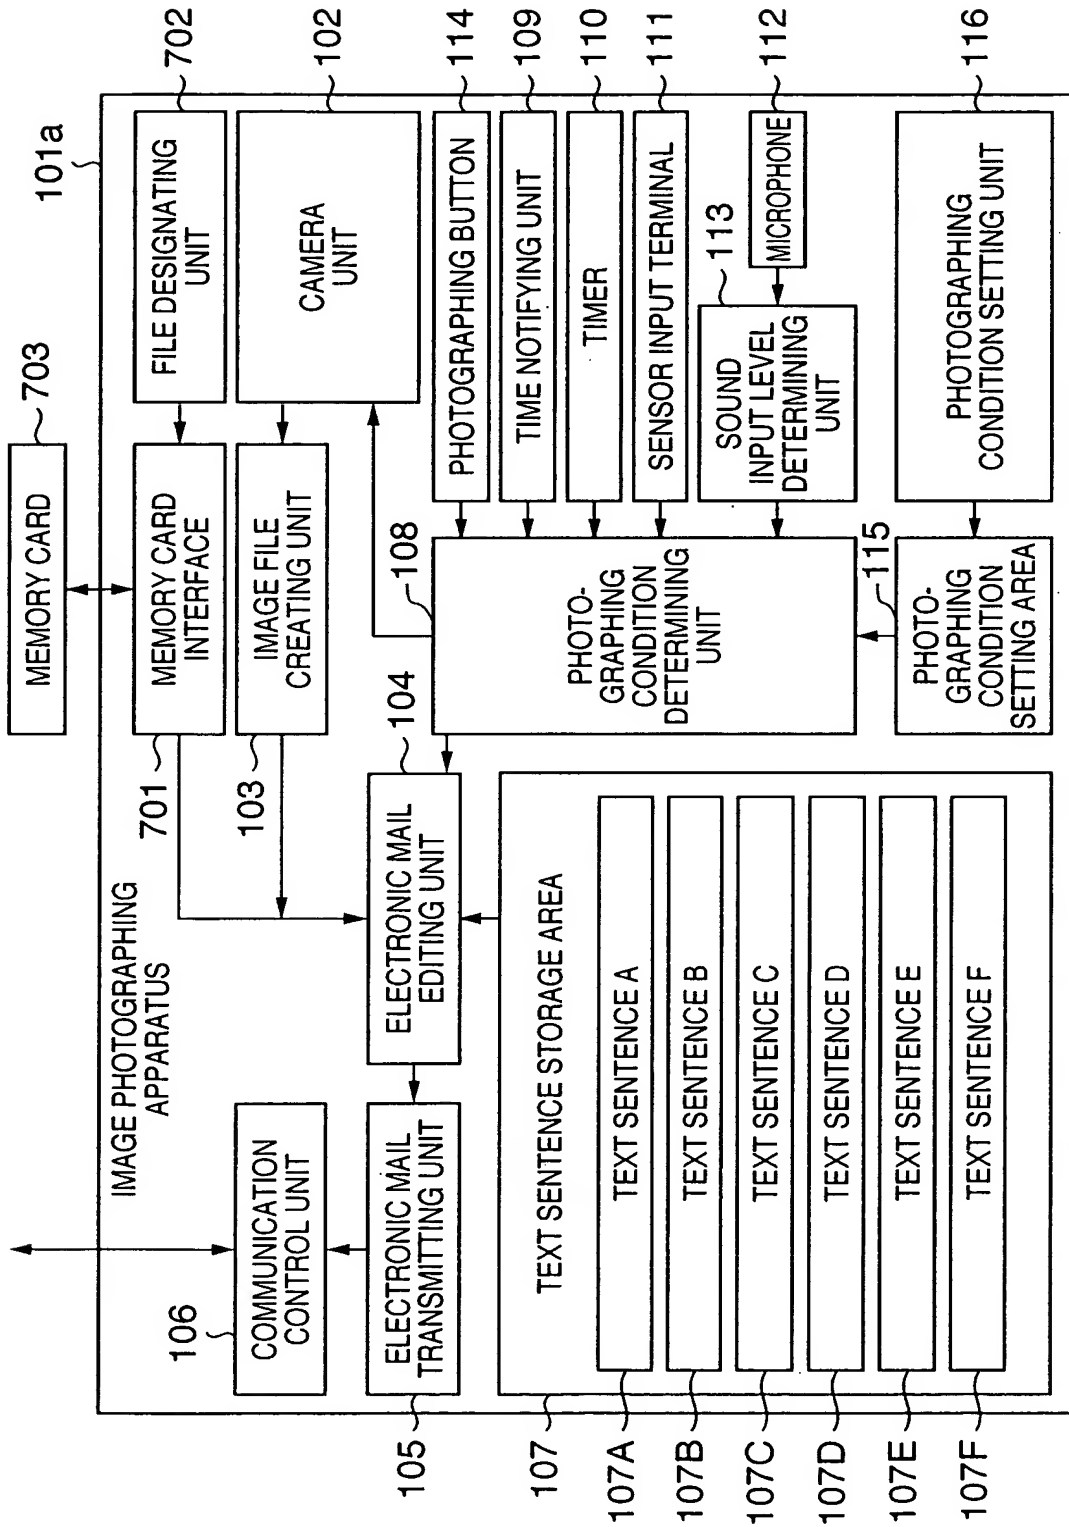 MEMORY CARD
703
101a
IMAGE PHOTOGRAPHING
APPARATUS
106
COMMUNICATION
CONTROL UNIT
701
MEMORY CARD
INTERFACE
FILE DESIGNATING
UNIT
702
103
IMAGE FILE
CREATING UNIT
CAMERA
UNIT
102
105
ELECTRONIC MAIL
TRANSMITTING UNIT
104
ELECTRONIC MAIL
EDITING UNIT
108
PHOTO-
GRAPHING
CONDITION
DETERMINING
UNIT
PHOTOGRAPHING BUTTON
114
TIME NOTIFYING UNIT
109
TIMER
110
SENSOR INPUT TERMINAL
111
113
SOUND
INPUT LEVEL
DETERMINING
UNIT
MICROPHONE
112
115
PHOTO-
GRAPHING
CONDITION
SETTING AREA
PHOTOGRAPHING
CONDITION SETTING UNIT
116
107
TEXT SENTENCE STORAGE AREA
107A
TEXT SENTENCE A
107B
TEXT SENTENCE B
107C
TEXT SENTENCE C
107D
TEXT SENTENCE D
107E
TEXT SENTENCE E
107F
TEXT SENTENCE F